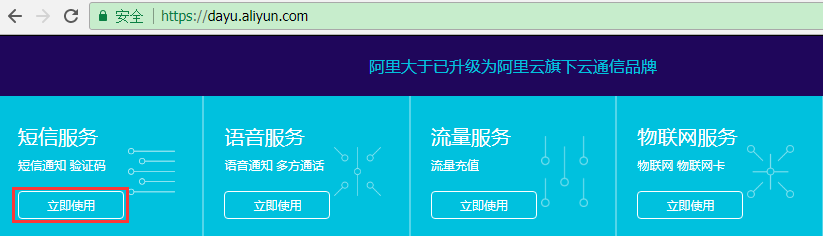 安全 https://dayu.aliyun.com
阿里大于已升级为阿里云旗下云通信品牌
短信服务
短信通知 验证码
立即使用
语音服务
语音通知 多方通话
立即使用
流量服务
流量充值
立即使用
物联网服务
物联网 物联网卡
立即使用